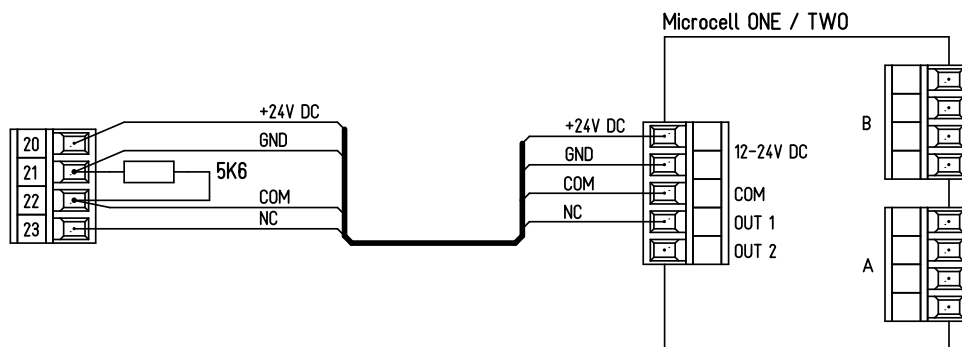 Microcell ONE / TWO
+24V DC
GND
5K6
COM
NC
20
21
22
23
+24V DC
GND
COM
NC
12-24V DC
COM
OUT 1
OUT 2
B
A